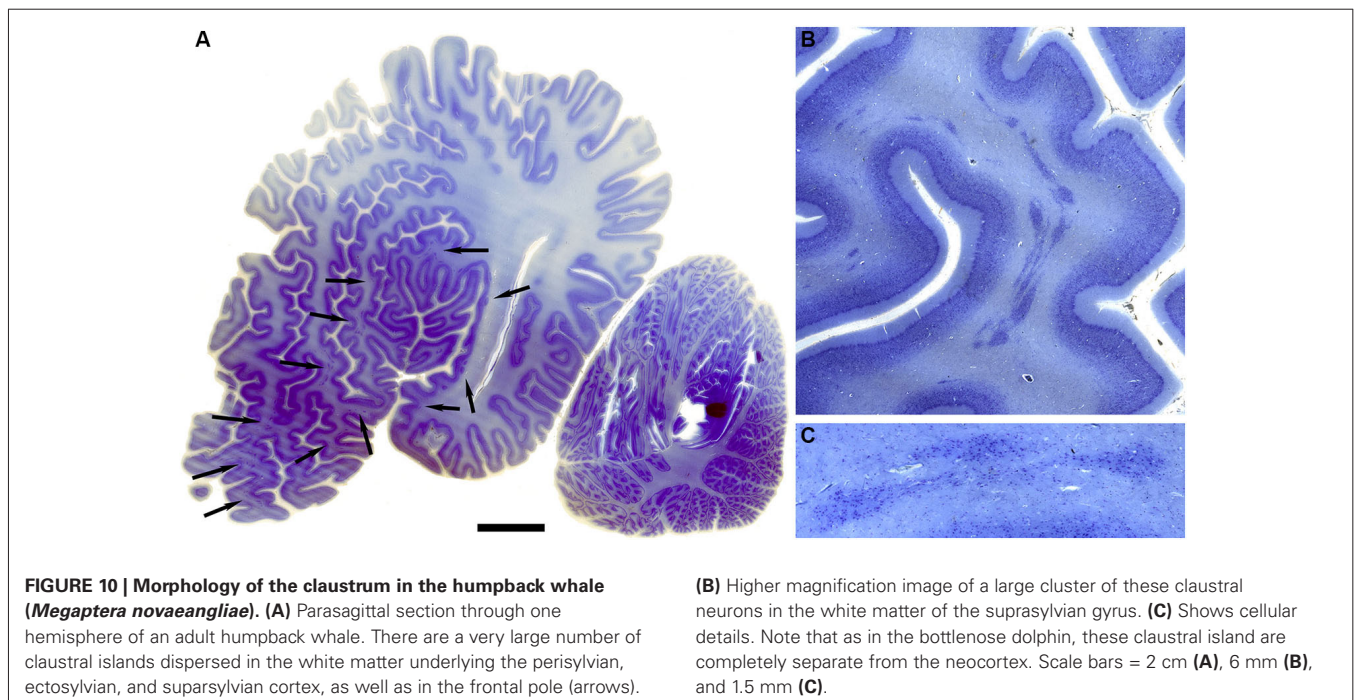 A
B
C
FIGURE 10 | Morphology of the claustrum in the humpback whale
(Megaptera novaeangliae). (A) Parasagittal section through one
hemisphere of an adult humpback whale. There are a very large number of
claustral islands dispersed in the white matter underlying the perisylvian,
ectosylvian, and suparsylvian cortex, as well as in the frontal pole (arrows).
(B) Higher magnification image of a large cluster of these claustral
neurons in the white matter of the suprasylvian gyrus. (C) Shows cellular
details. Note that as in the bottlenose dolphin, these claustral island are
completely separate from the neocortex. Scale bars = 2 cm (A), 6 mm (B),
and 1.5 mm (C).